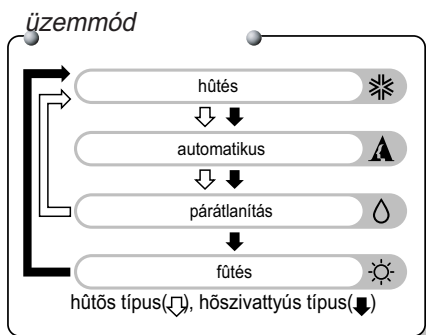 üzemmód
hûtés
automatikus
párátlanítás
fûtés
hûtõs típus(⇩), hõszivattyús típus(⬇)